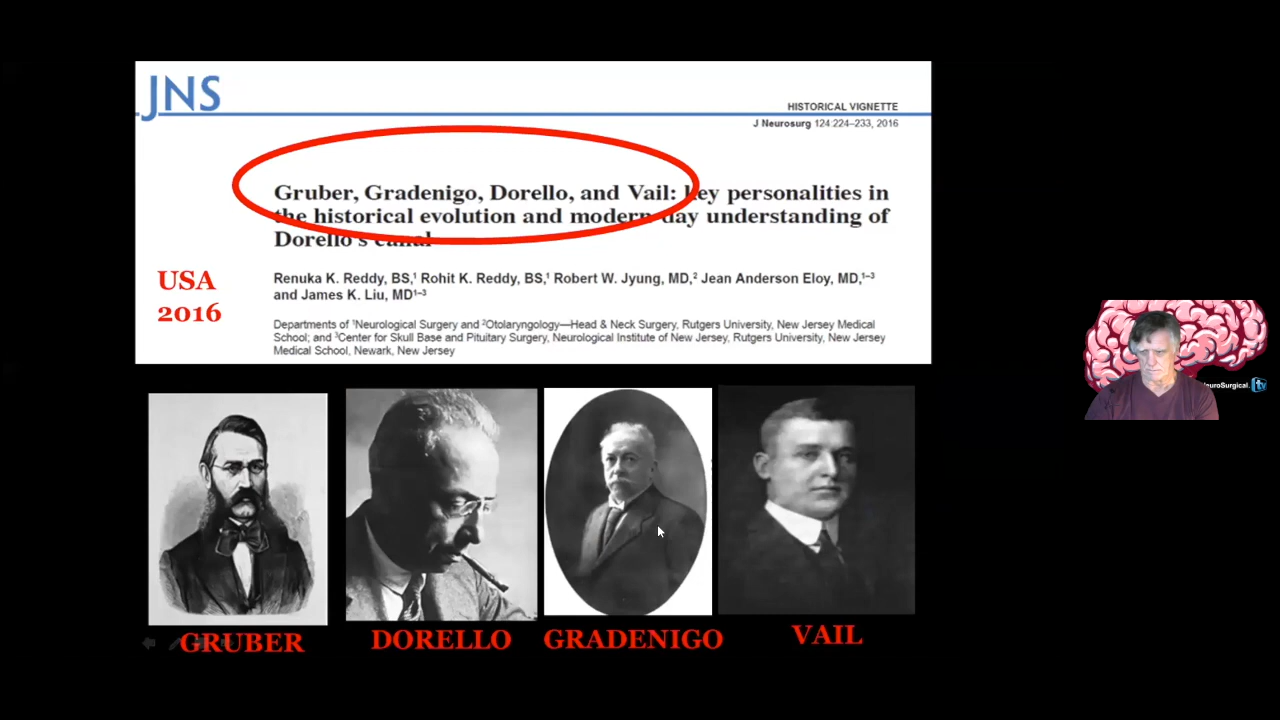 JNS
HISTORICAL VIGNETTE
J Neurosurg 124:224–233, 2016
Gruber, Gradenigo, Dorello, and Vail: key personalities in
the historical evolution and modern-day understanding of
Dorello's canal
Renuka K. Reddy, BS,¹ Rohit K. Reddy, BS,¹ Robert W. Jyung, MD,² Jean Anderson Eloy, MD,¹⁻³
and James K. Liu, MD¹⁻³
USA
2016
Departments of ¹Neurological Surgery and ²Otolaryngology—Head & Neck Surgery, Rutgers University, New Jersey Medical
School; and ³Center for Skull Base and Pituitary Surgery, Neurological Institute of New Jersey, Rutgers University, New Jersey
Medical School, Newark, New Jersey
euroSurgical.tv
GRUBER
DORELLO
GRADENIGO
VAIL